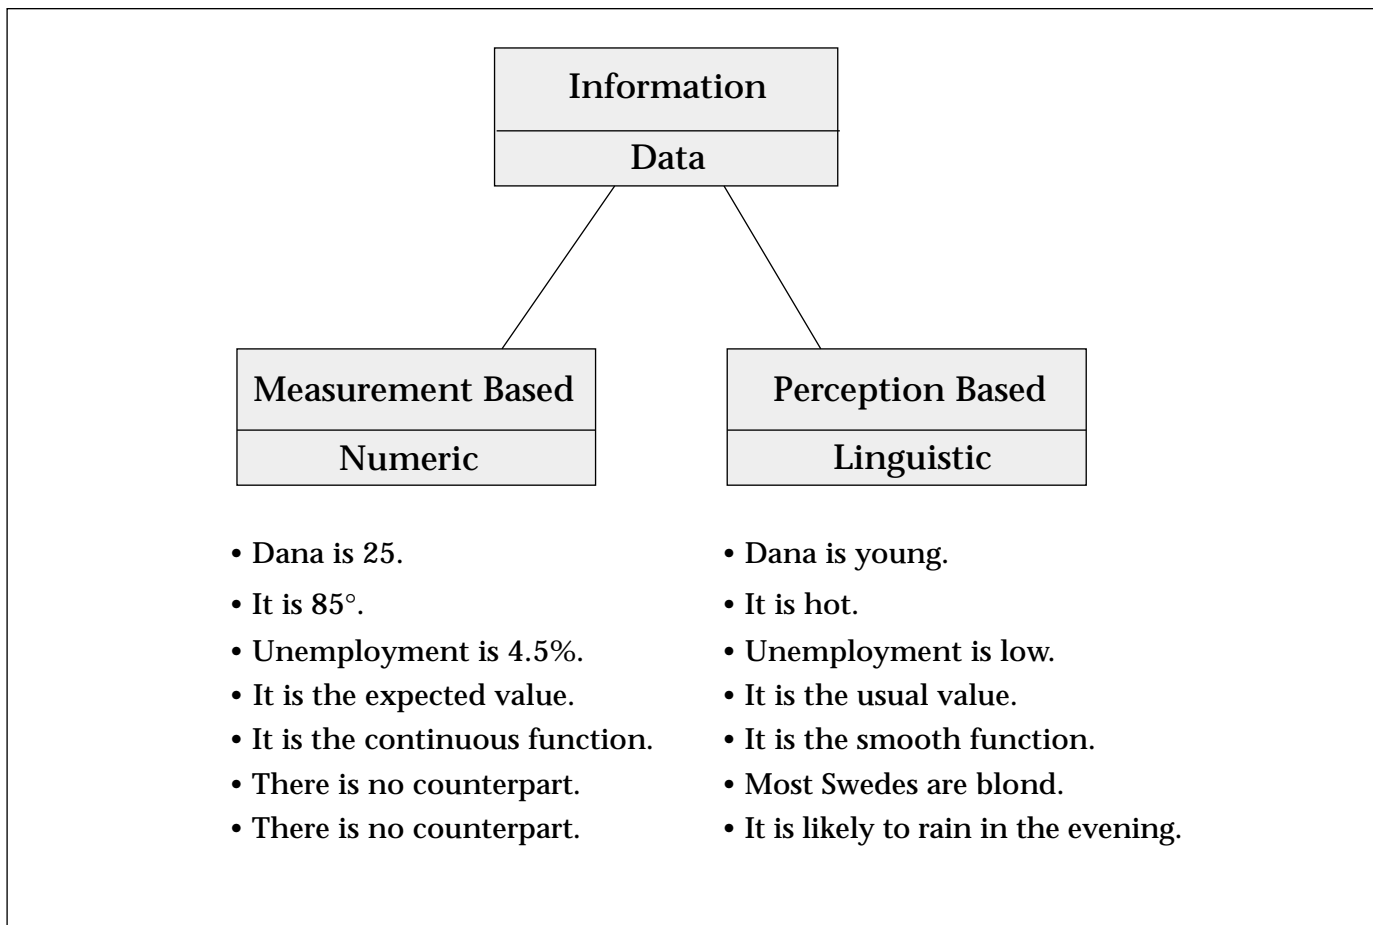 Information
Data
Measurement Based
Numeric
Perception Based
Linguistic
• Dana is 25.
• It is 85°.
• Unemployment is 4.5%.
• It is the expected value.
• It is the continuous function.
• There is no counterpart.
• There is no counterpart.
• Dana is young.
• It is hot.
• Unemployment is low.
• It is the usual value.
• It is the smooth function.
• Most Swedes are blond.
• It is likely to rain in the evening.